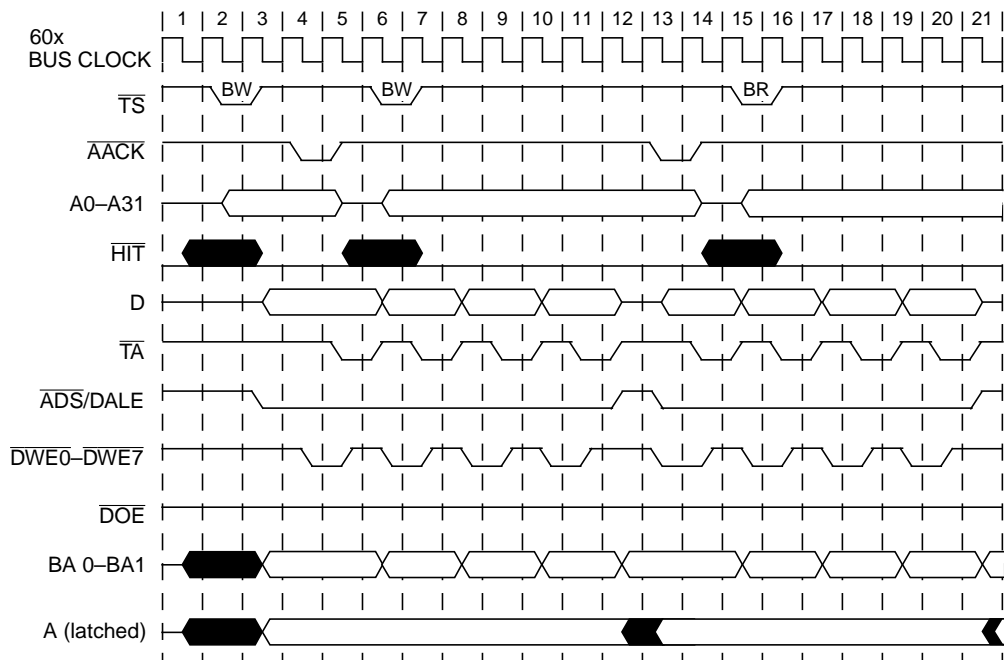 1 2 3 4 5 6 7 8 9 10 11 12 13 14 15 16 17 18 19 20 21
60x
BUS CLOCK
BW BW BR
TS
AACK
A0–A31
HIT
D
TA
ADS/DALE
DWE0–DWE7
DOE
BA 0–BA1
A (latched)